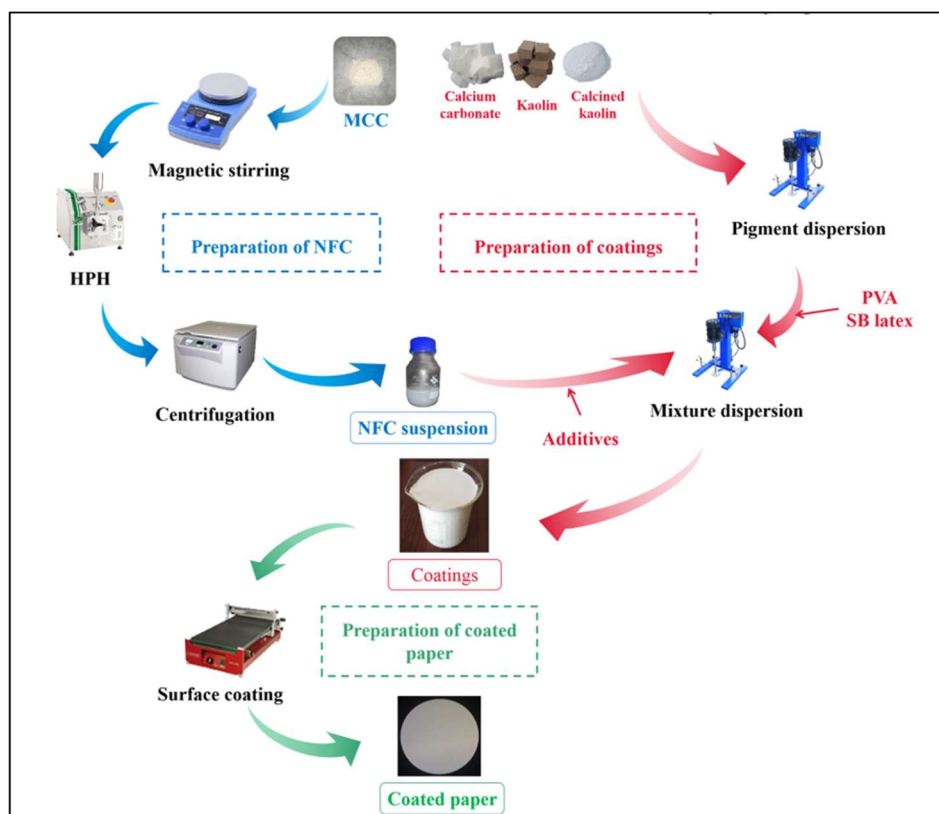 MCC
Calcium
carbonate
Kaolin
Calcined
kaolin
Magnetic stirring
Pigment dispersion
Preparation of NFC
Preparation of coatings
HPH
PVA
SB latex
Centrifugation
NFC suspension
Additives
Mixture dispersion
Coatings
Preparation of coated
paper
Surface coating
Coated paper